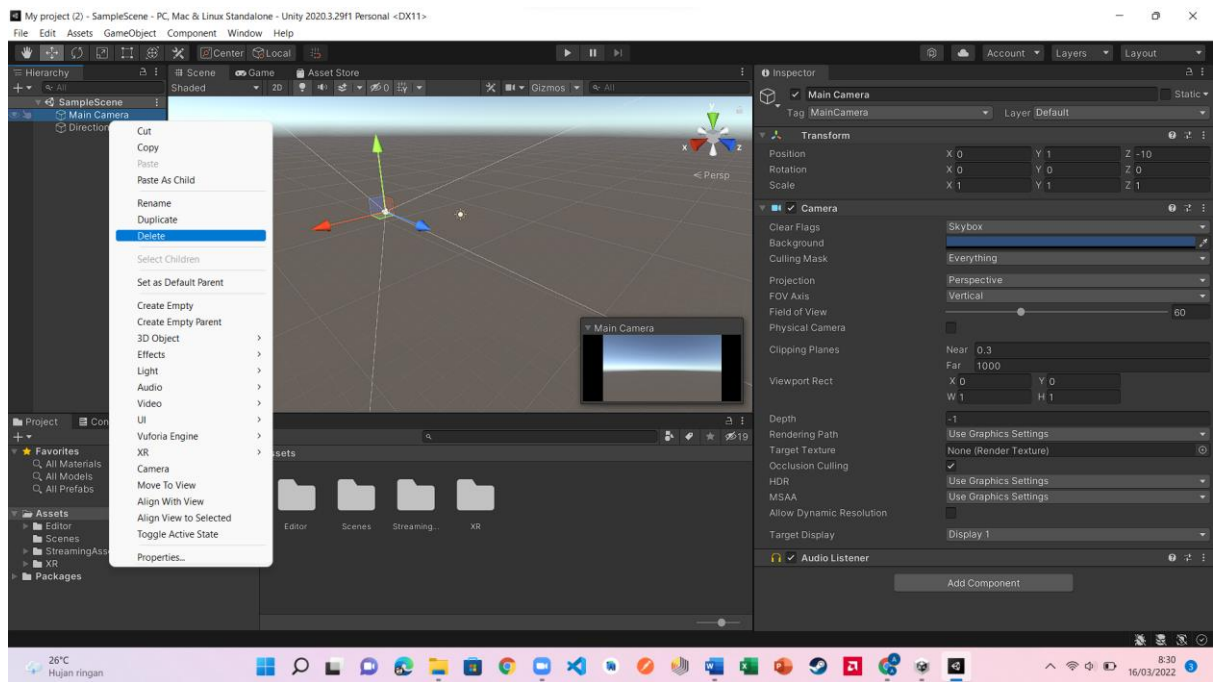 My project (2) - SampleScene - PC, Mac & Linux Standalone - Unity 2020.3.29f1 Personal <DX11>
File Edit Assets GameObject Component Window Help
Center Local
Account Layers Layout
Hierarchy
All
SampleScene
Main Camera
Direction
Scene Game Asset Store
Shaded 2D 0 Gizmos All
y
x z
Persp
Main Camera
Cut
Copy
Paste
Paste As Child
Rename
Duplicate
Delete
Select Children
Set as Default Parent
Create Empty
Create Empty Parent
3D Object
Effects
Light
Audio
Video
UI
Vuforia Engine
XR
Camera
Move To View
Align With View
Align View to Selected
Toggle Active State
Properties...
Project Con
19
Favorites
All Materials
All Models
All Prefabs
Assets
Editor
Scenes
StreamingAss
XR
Packages
ssets
Editor Scenes Streaming... XR
Inspector
Main Camera Static
Tag MainCamera Layer Default
Transform
Position X 0 Y 1 Z -10
Rotation X 0 Y 0 Z 0
Scale X 1 Y 1 Z 1
Camera
Clear Flags Skybox
Background
Culling Mask Everything
Projection Perspective
FOV Axis Vertical
Field of View 60
Physical Camera
Clipping Planes Near 0.3
Far 1000
Viewport Rect X 0 Y 0
W 1 H 1
Depth -1
Rendering Path Use Graphics Settings
Target Texture None (Render Texture)
Occlusion Culling
HDR Use Graphics Settings
MSAA Use Graphics Settings
Allow Dynamic Resolution
Target Display Display 1
Audio Listener
Add Component
26°C
Hujan ringan
8:30
16/03/2022
3